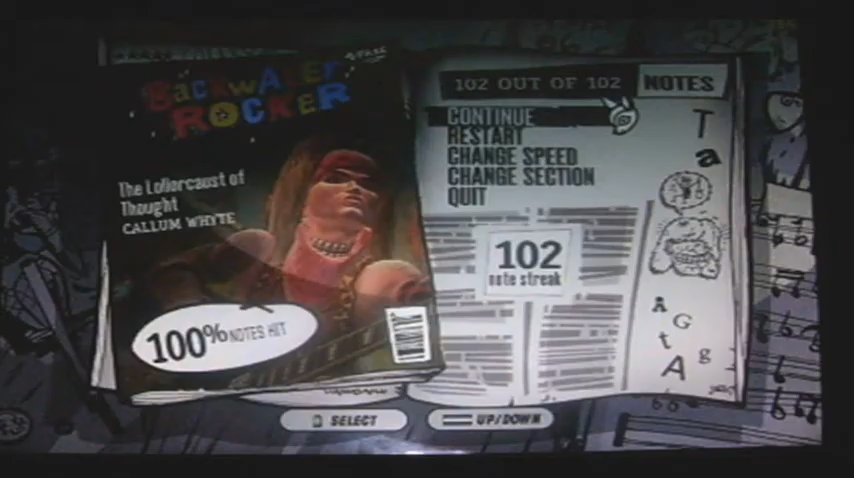 BACKWATER
ROCKER
The Lollorcaust of
Thought
CALLUM WHYTE
100% NOTES HIT
102 OUT OF 102 NOTES
CONTINUE
RESTART
CHANGE SPEED
CHANGE SECTION
QUIT
102
note streak
T
a
A
G
t
g
A
SELECT
UP/DOWN